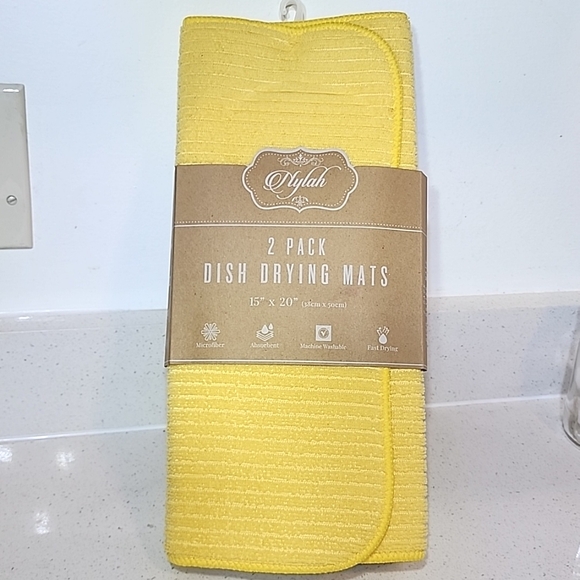 Nylah
2 PACK
DISH DRYING MATS
15" x 20" (38cm x 50cm)
Microfiber Absorbent Machine Washable Fast Drying